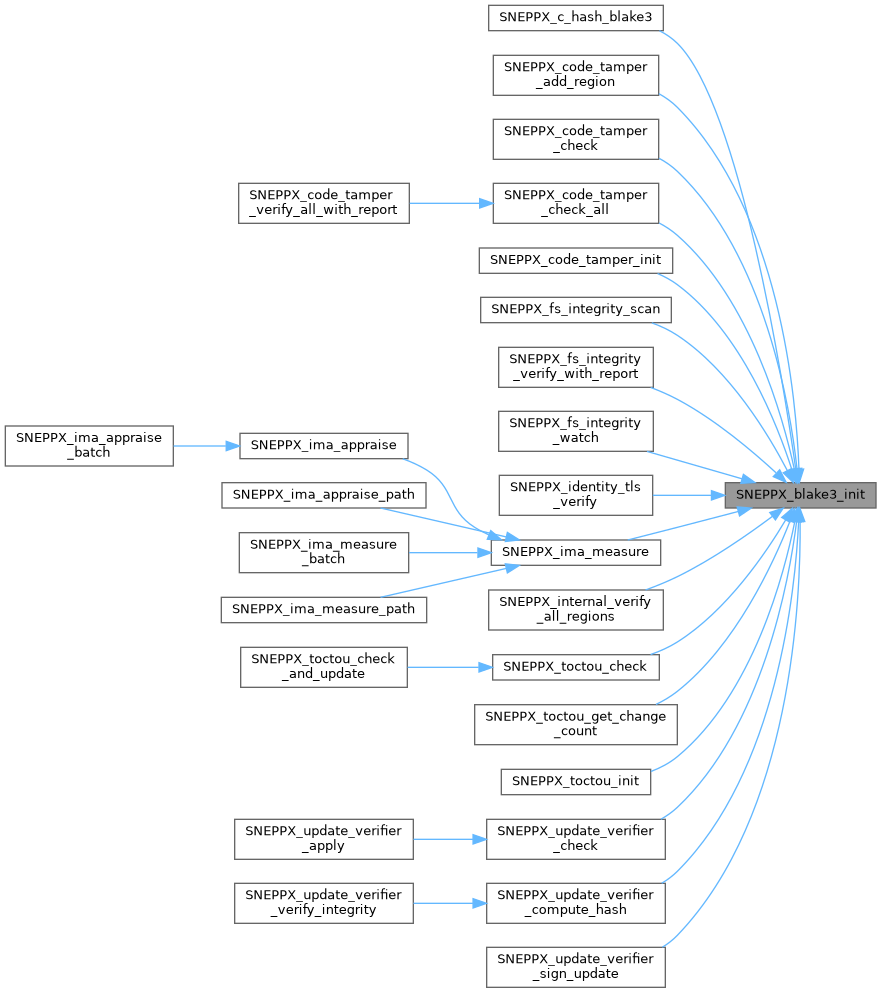 SNEPPX_c_hash_blake3
SNEPPX_code_tamper
_add_region
SNEPPX_code_tamper
_check
SNEPPX_code_tamper
_verify_all_with_report
SNEPPX_code_tamper
_check_all
SNEPPX_code_tamper_init
SNEPPX_fs_integrity_scan
SNEPPX_fs_integrity
_verify_with_report
SNEPPX_fs_integrity
_watch
SNEPPX_ima_appraise
_batch
SNEPPX_ima_appraise
SNEPPX_identity_tls
_verify
SNEPPX_blake3_init
SNEPPX_ima_appraise_path
SNEPPX_ima_measure
_batch
SNEPPX_ima_measure
SNEPPX_ima_measure_path
SNEPPX_internal_verify
_all_regions
SNEPPX_toctou_check
_and_update
SNEPPX_toctou_check
SNEPPX_toctou_get_change
_count
SNEPPX_toctou_init
SNEPPX_update_verifier
_apply
SNEPPX_update_verifier
_check
SNEPPX_update_verifier
_verify_integrity
SNEPPX_update_verifier
_compute_hash
SNEPPX_update_verifier
_sign_update